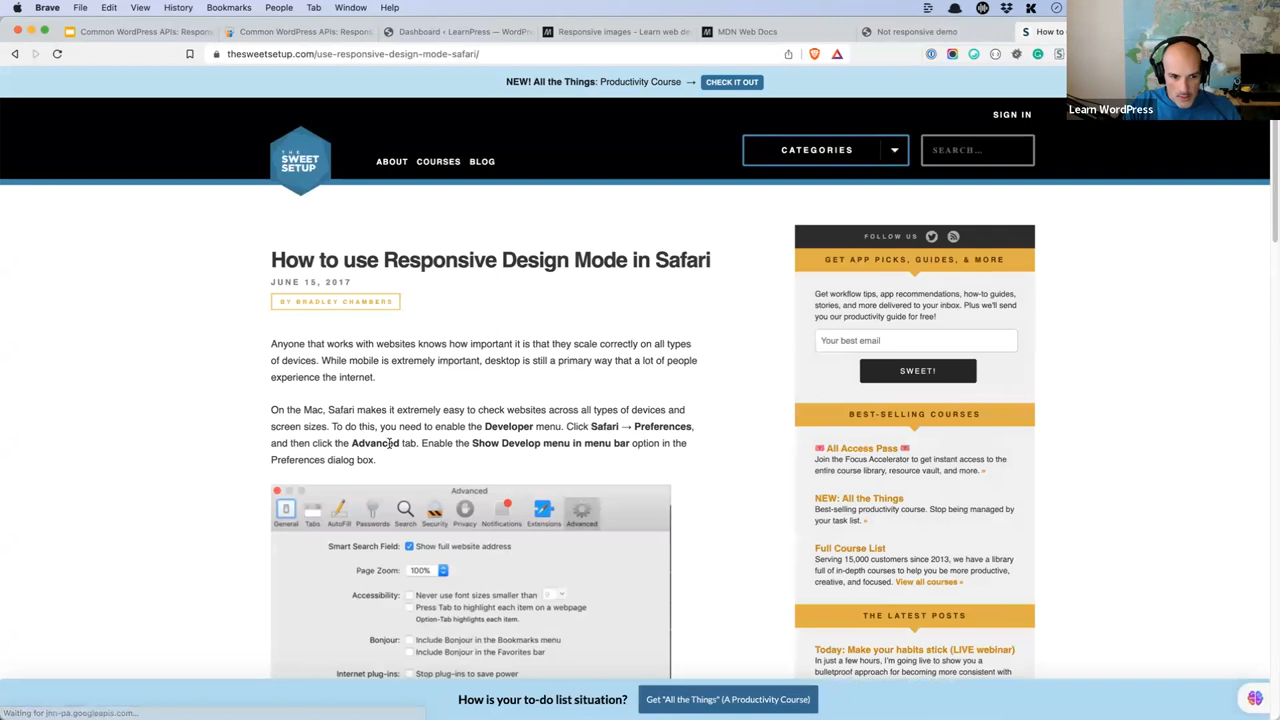 Brave File Edit View History Bookmarks People Tab Window Help
Common WordPress APIs: Respons
Common WordPress APIs: Respons
Dashboard ‹ LearnPress — WordPr
Responsive images - Learn web de
MDN Web Docs
Not responsive demo
How to
thesweetsetup.com/use-responsive-design-mode-safari/
Learn WordPress
NEW! All the Things: Productivity Course → CHECK IT OUT
SIGN IN
THE
SWEET
SETUP
ABOUT COURSES BLOG
CATEGORIES
SEARCH...
How to use Responsive Design Mode in Safari
JUNE 15, 2017
BY BRADLEY CHAMBERS
Anyone that works with websites knows how important it is that they scale correctly on all types
of devices. While mobile is extremely important, desktop is still a primary way that a lot of people
experience the internet.
On the Mac, Safari makes it extremely easy to check websites across all types of devices and
screen sizes. To do this, you need to enable the Developer menu. Click Safari → Preferences,
and then click the Advanced tab. Enable the Show Develop menu in menu bar option in the
Preferences dialog box.
Advanced
General Tabs AutoFill Passwords Search Security Privacy Notifications Extensions Advanced
Smart Search Field: Show full website address
Page Zoom: 100%
Accessibility: Never use font sizes smaller than 9
Press Tab to highlight each item on a webpage
Option-Tab highlights each item.
Bonjour: Include Bonjour in the Bookmarks menu
Include Bonjour in the Favorites bar
Internet plug-ins: Stop plug-ins to save power
FOLLOW US
GET APP PICKS, GUIDES, & MORE
Get workflow tips, app recommendations, how-to guides,
stories, and more delivered to your inbox. Plus we'll send
you our productivity guide for free!
Your best email
SWEET!
BEST-SELLING COURSES
All Access Pass
Join the Focus Accelerator to get instant access to the
entire course library, resource vault, and more. »
NEW: All the Things
Best-selling productivity course. Stop being managed by
your task list. »
Full Course List
Serving 15,000 customers since 2013, we have a library
full of in-depth courses to help you be more productive,
creative, and focused. View all courses »
THE LATEST POSTS
Today: Make your habits stick (LIVE webinar)
In just a few hours, I'm going live to show you a
bulletproof approach for becoming more consistent with
How is your to-do list situation? Get "All the Things" (A Productivity Course)
Waiting for jnn-pa.googleapis.com...